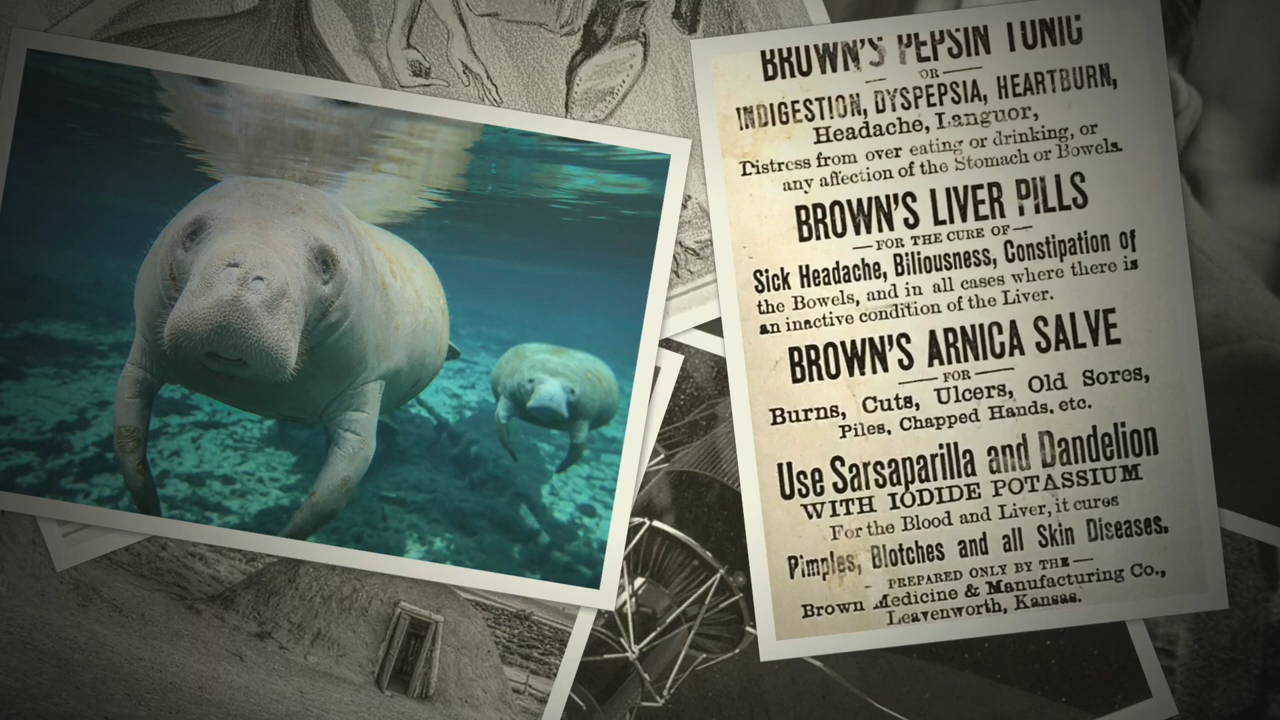 BROWN'S PEPSIN TONIC
OR
INDIGESTION, DYSPEPSIA, HEARTBURN,
Headache, Languor,
Distress from over eating or drinking, or
any affection of the Stomach or Bowels.
BROWN'S LIVER PILLS
—FOR THE CURE OF—
Sick Headache, Biliousness, Constipation of
the Bowels, and in all cases where there is
an inactive condition of the Liver.
BROWN'S ARNICA SALVE
—FOR—
Burns, Cuts, Ulcers, Old Sores,
Piles, Chapped Hands, etc.
Use Sarsaparilla and Dandelion
WITH IODIDE POTASSIUM
For the Blood and Liver, it cures
Pimples, Blotches and all Skin Diseases.
PREPARED ONLY BY THE—
Brown Medicine & Manufacturing Co.,
Leavenworth, Kansas.